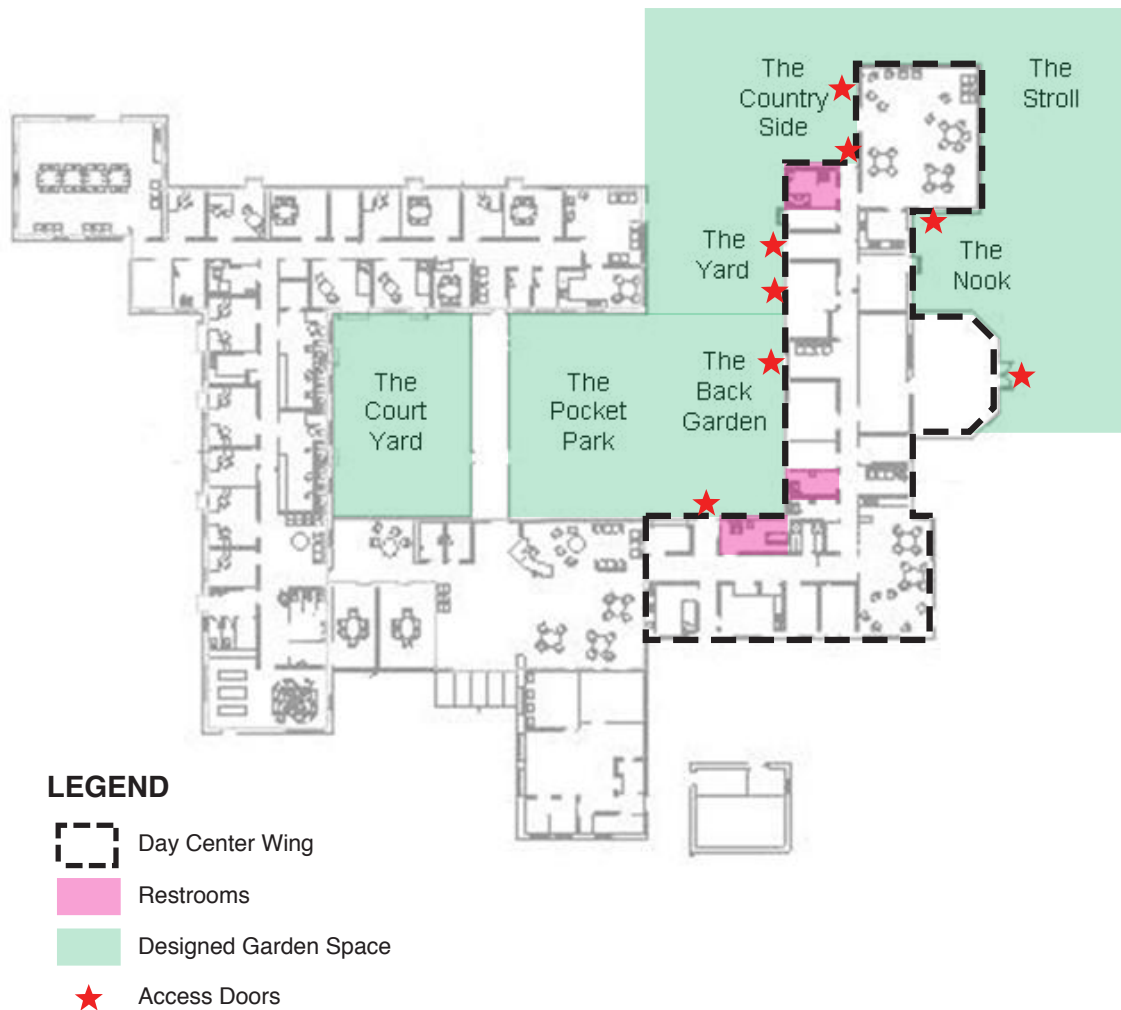 The
Country
Side
The
Stroll
The
Yard
The
Nook
The
Court
Yard
The
Pocket
Park
The
Back
Garden
LEGEND
Day Center Wing
Restrooms
Designed Garden Space
Access Doors